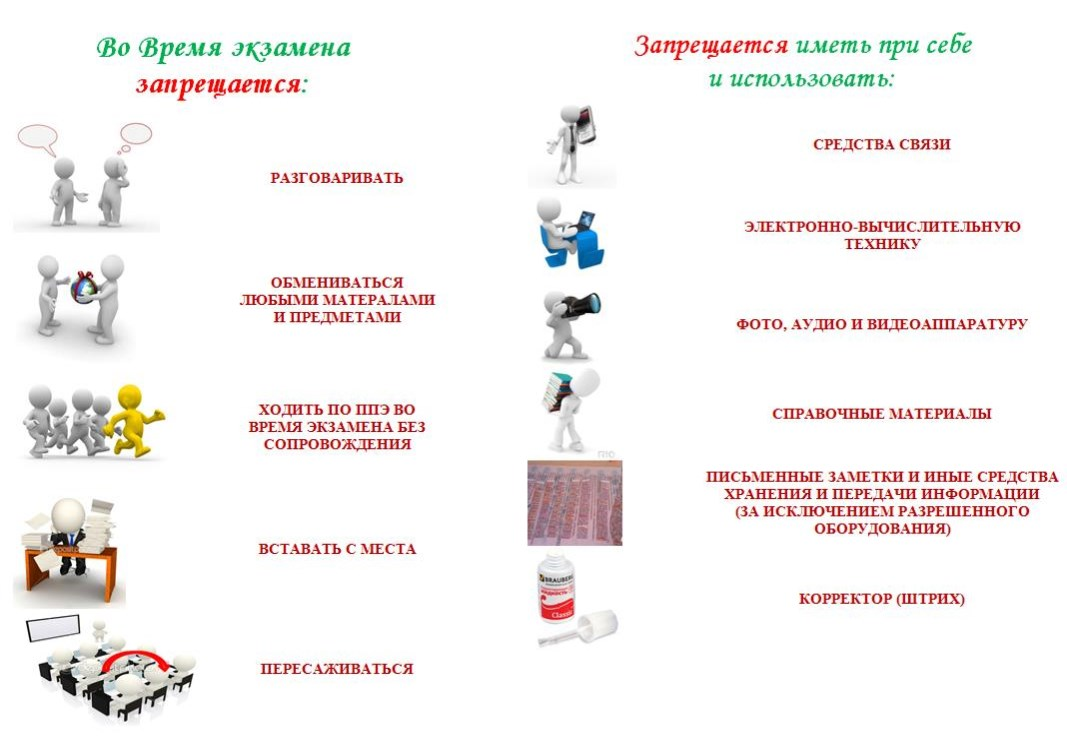 Во Время экзамена
запрещается:
РАЗГОВАРИВАТЬ
ОБМЕНИВАТЬСЯ
ЛЮБЫМИ МАТЕРАЛАМИ
И ПРЕДМЕТАМИ
ХОДИТЬ ПО ППЭ ВО
ВРЕМЯ ЭКЗАМЕНА БЕЗ
СОПРОВОЖДЕНИЯ
ВСТАВАТЬ С МЕСТА
ПЕРЕСАЖИВАТЬСЯ
Запрещается иметь при себе
и использовать:
СРЕДСТВА СВЯЗИ
ЭЛЕКТРОННО-ВЫЧИСЛИТЕЛЬНУЮ
ТЕХНИКУ
ФОТО, АУДИО И ВИДЕОАППАРАТУРУ
СПРАВОЧНЫЕ МАТЕРИАЛЫ
ПИСЬМЕННЫЕ ЗАМЕТКИ И ИНЫЕ СРЕДСТВА
ХРАНЕНИЯ И ПЕРЕДАЧИ ИНФОРМАЦИИ
(ЗА ИСКЛЮЧЕНИЕМ РАЗРЕШЕННОГО
ОБОРУДОВАНИЯ)
BRAUBERG
Classic
КОРРЕКТОР (ШТРИХ)